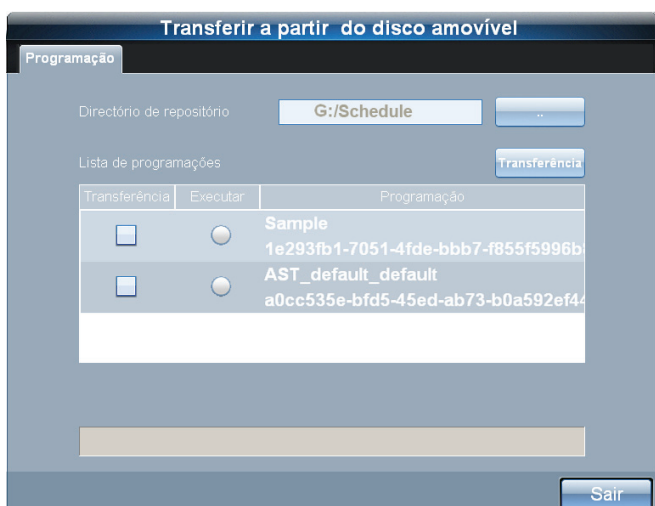 Transferir a partir do disco amovível
Programação
Directório de repositório G:/Schedule ..
Lista de programações Transferência
Transferência Executar Programação
Sample
1e293fb1-7051-4fde-bbb7-f855f5996b
AST_default_default
a0cc535e-bfd5-45ed-ab73-b0a592ef44
Sair